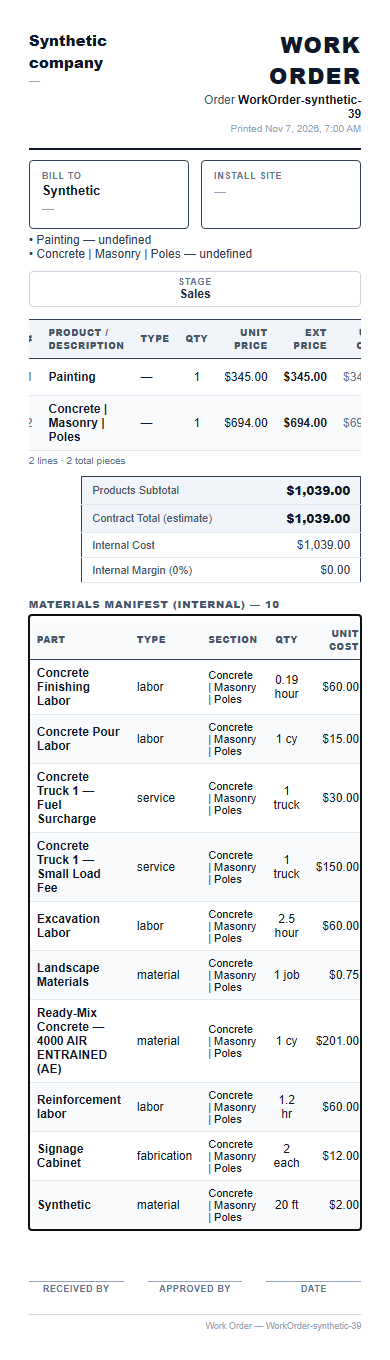 Synthetic
company
—
WORK
ORDER
Order WorkOrder-synthetic-
39
Printed Nov 7, 2026, 7:00 AM
BILL TO
Synthetic
—
INSTALL SITE
—
• Painting — undefined
• Concrete | Masonry | Poles — undefined
STAGE
Sales
PRODUCT / TYPE QTY UNIT EXT
DESCRIPTION PRICE PRICE
Painting — 1 $345.00 $345.00
Concrete |
Masonry | — 1 $694.00 $694.00
Poles
2 lines · 2 total pieces
Products Subtotal $1,039.00
Contract Total (estimate) $1,039.00
Internal Cost $1,039.00
Internal Margin (0%) $0.00
MATERIALS MANIFEST (INTERNAL) — 10
PART TYPE SECTION QTY UNIT
COST
Concrete Concrete
Finishing labor | Masonry 0.19 $60.00
Labor | Poles hour
Concrete Pour Concrete
Labor labor | Masonry 1 cy $15.00
| Poles
Concrete
Truck 1 — Concrete 1
Fuel service | Masonry truck $30.00
Surcharge | Poles
Concrete
Truck 1 — Concrete 1
Small Load service | Masonry truck $150.00
Fee | Poles
Excavation Concrete 2.5
Labor labor | Masonry hour $60.00
| Poles
Landscape Concrete
Materials material | Masonry 1 job $0.75
| Poles
Ready-Mix
Concrete — Concrete
4000 AIR material | Masonry 1 cy $201.00
ENTRAINED | Poles
(AE)
Reinforcement Concrete 1.2
labor labor | Masonry hr $60.00
| Poles
Signage Concrete 2
Cabinet fabrication | Masonry each $12.00
| Poles
Concrete
Synthetic material | Masonry 20 ft $2.00
| Poles
RECEIVED BY APPROVED BY DATE
Work Order — WorkOrder-synthetic-39